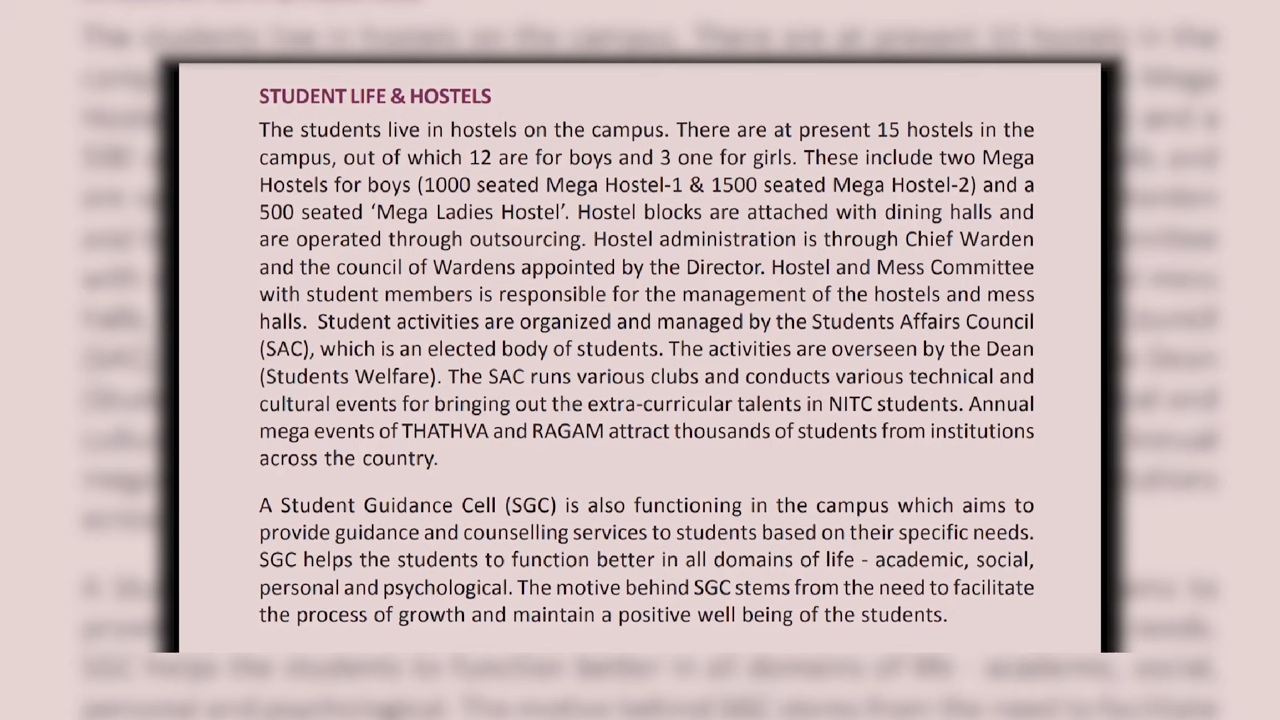 STUDENT LIFE & HOSTELS
The students live in hostels on the campus. There are at present 15 hostels in the
campus, out of which 12 are for boys and 3 one for girls. These include two Mega
Hostels for boys (1000 seated Mega Hostel-1 & 1500 seated Mega Hostel-2) and a
500 seated ‘Mega Ladies Hostel’. Hostel blocks are attached with dining halls and
are operated through outsourcing. Hostel administration is through Chief Warden
and the council of Wardens appointed by the Director. Hostel and Mess Committee
with student members is responsible for the management of the hostels and mess
halls.  Student activities are organized and managed by the Students Affairs Council
(SAC), which is an elected body of students. The activities are overseen by the Dean
(Students Welfare). The SAC runs various clubs and conducts various technical and
cultural events for bringing out the extra-curricular talents in NITC students. Annual
mega events of THATHVA and RAGAM attract thousands of students from institutions
across the country.
A Student Guidance Cell (SGC) is also functioning in the campus which aims to
provide guidance and counselling services to students based on their specific needs.
SGC helps the students to function better in all domains of life - academic, social,
personal and psychological. The motive behind SGC stems from the need to facilitate
the process of growth and maintain a positive well being of the students.